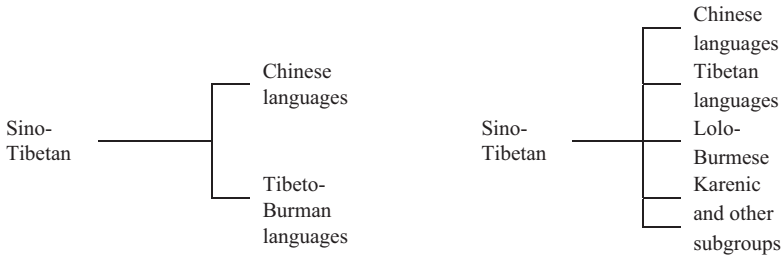 Sino-
Tibetan
Chinese
languages
Tibeto-
Burman
languages
Sino-
Tibetan
Chinese
languages
Tibetan
languages
Lolo-
Burmese
Karenic
and other
subgroups